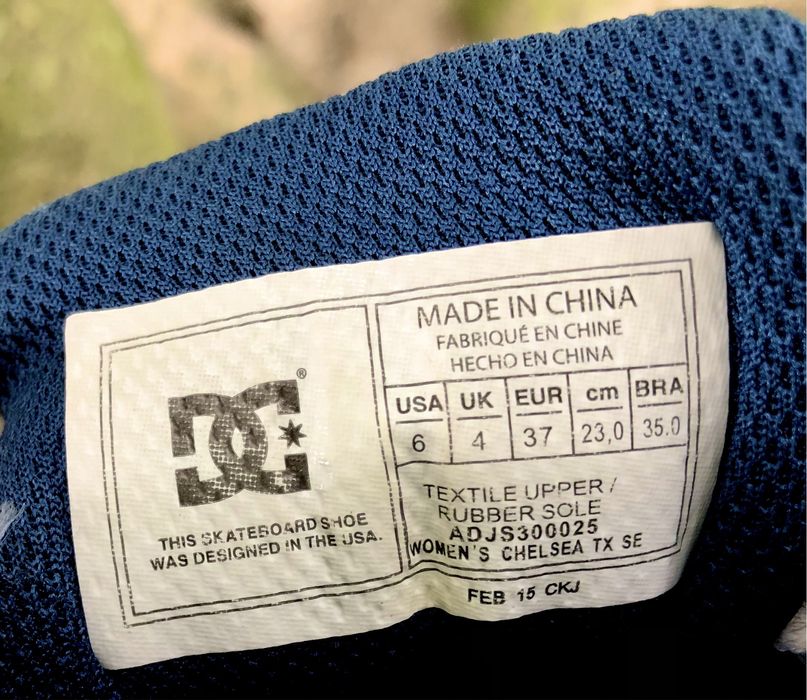 DC®
THIS SKATEBOARD SHOE
WAS DESIGNED IN THE USA.
MADE IN CHINA
FABRIQUÉ EN CHINE
HECHO EN CHINA
USA UK EUR cm BRA
6 4 37 23,0 35.0
TEXTILE UPPER /
RUBBER SOLE
ADJS300025
WOMEN'S CHELSEA TX SE
FEB 15 CKJ